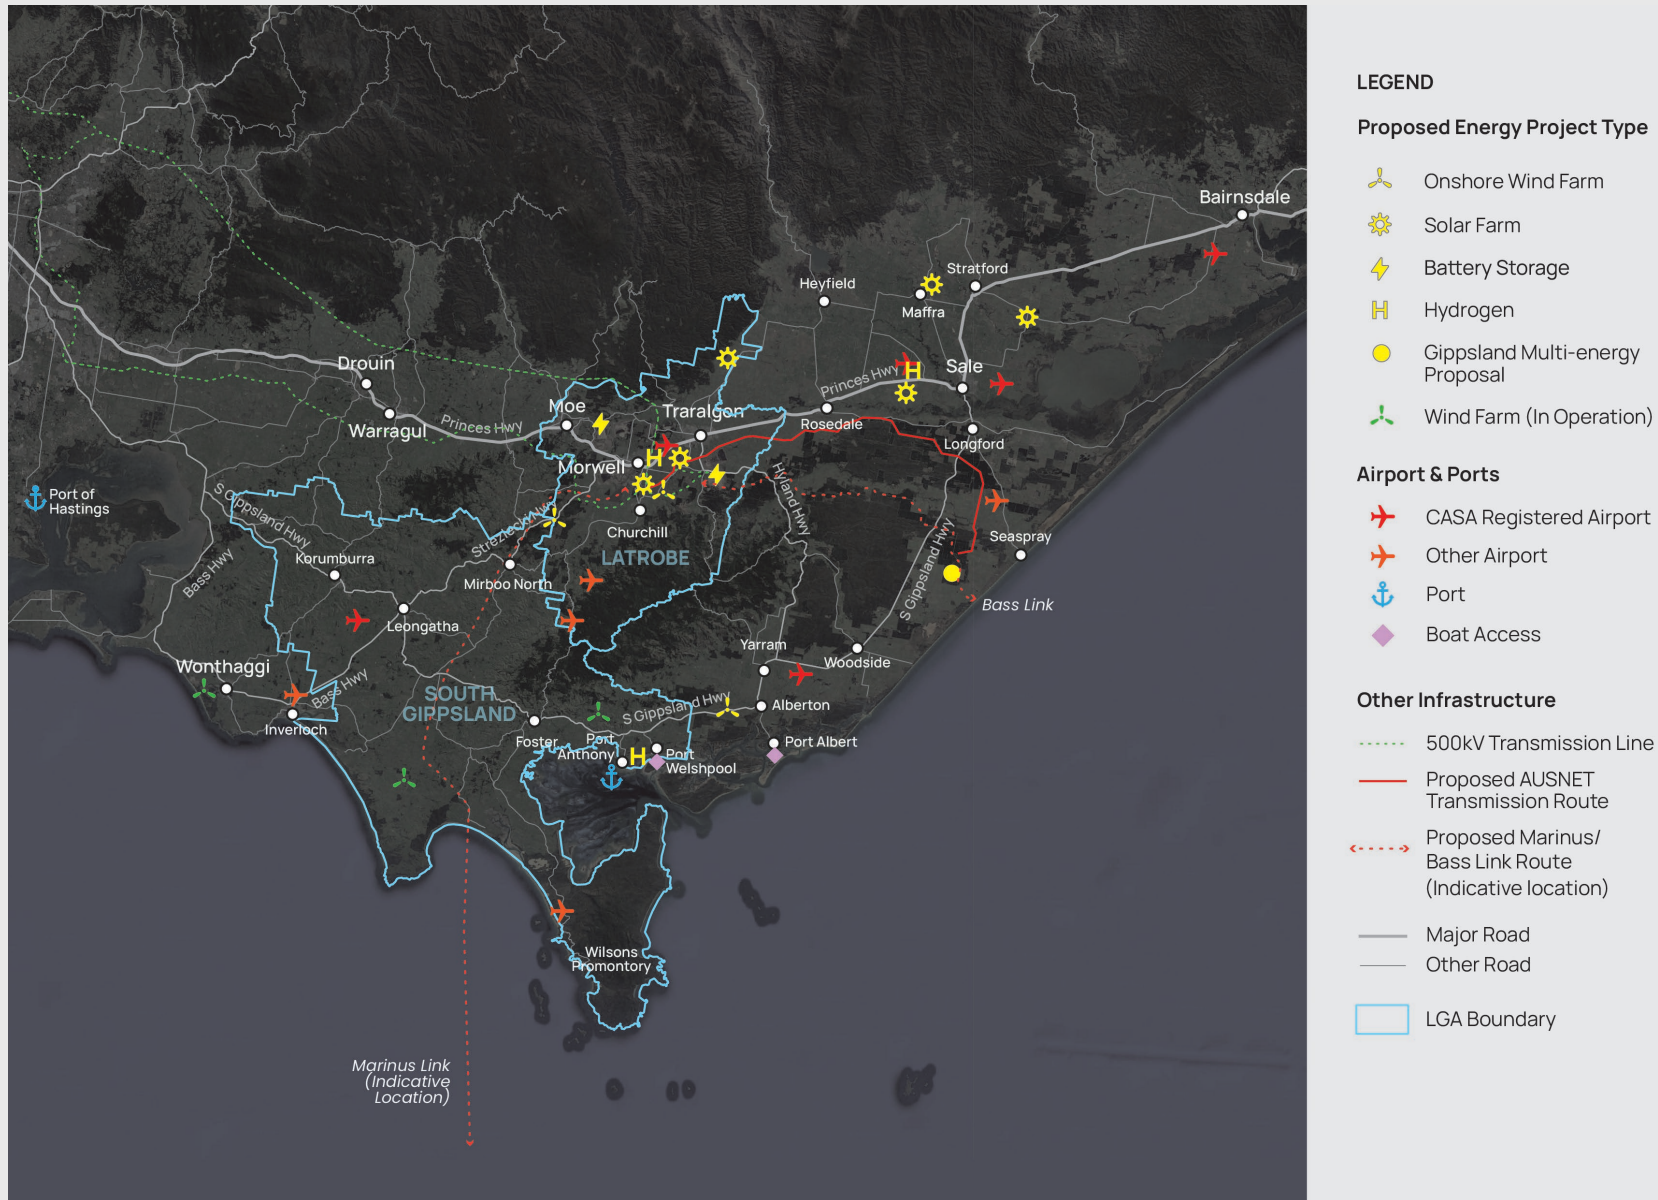 LEGEND
Proposed Energy Project Type
Onshore Wind Farm
Solar Farm
Battery Storage
H
Hydrogen
Gippsland Multi-energy
Proposal
Wind Farm (In Operation)
Airport & Ports
CASA Registered Airport
Other Airport
Port
Boat Access
Other Infrastructure
500kV Transmission Line
Proposed AUSNET
Transmission Route
Proposed Marinus/
Bass Link Route
(Indicative location)
Major Road
Other Road
LGA Boundary
Bairnsdale
Stratford
Heyfield
Maffra
Drouin
Sale
H
Princes Hwy
Moe
Traralgon
Rosedale
Warragul
Princes Hwy
Longford
Morwell
H
Port of
Hastings
S Gippsland Hwy
Hyland Hwy
Strezlecki Hwy
Churchill
Seaspray
LATROBE
Korumburra
Bass Hwy
Mirboo North
S Gippsland Hwy
Bass Link
Leongatha
Yarram
Woodside
Wonthaggi
Bass Hwy
SOUTH
GIPPSLAND
S Gippsland Hwy
Alberton
Inverloch
Foster
Port
Anthony
H
Port
Welshpool
Port Albert
Wilsons
Promontory
Marinus Link
(Indicative
Location)